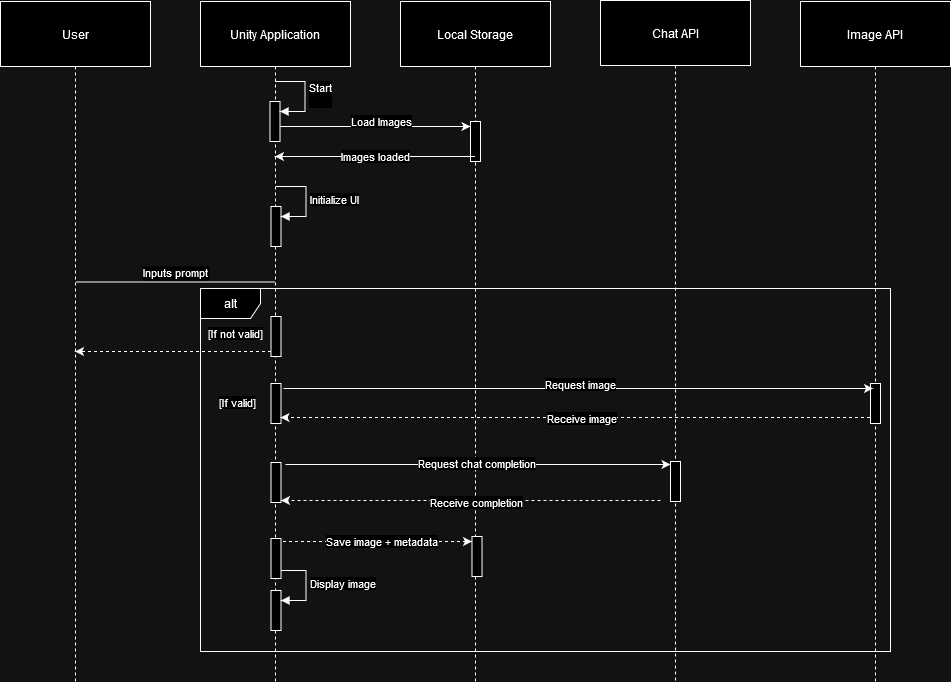 User
Unity Application
Local Storage
Chat API
Image API
Start
Load Images
Images loaded
Initialize UI
Inputs prompt
alt
[If not valid]
Request image
[If valid]
Receive image
Request chat completion
Receive completion
Save image + metadata
Display image